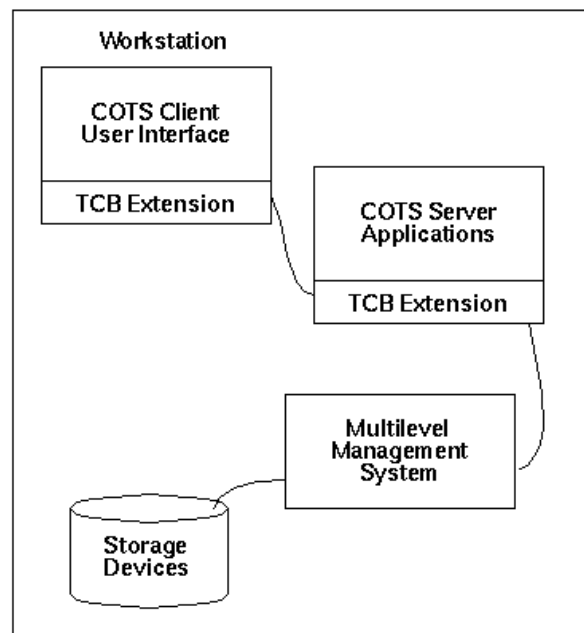 Workstation
COTS Client
User Interface
TCB Extension
COTS Server
Applications
TCB Extension
Multilevel
Management
System
Storage
Devices